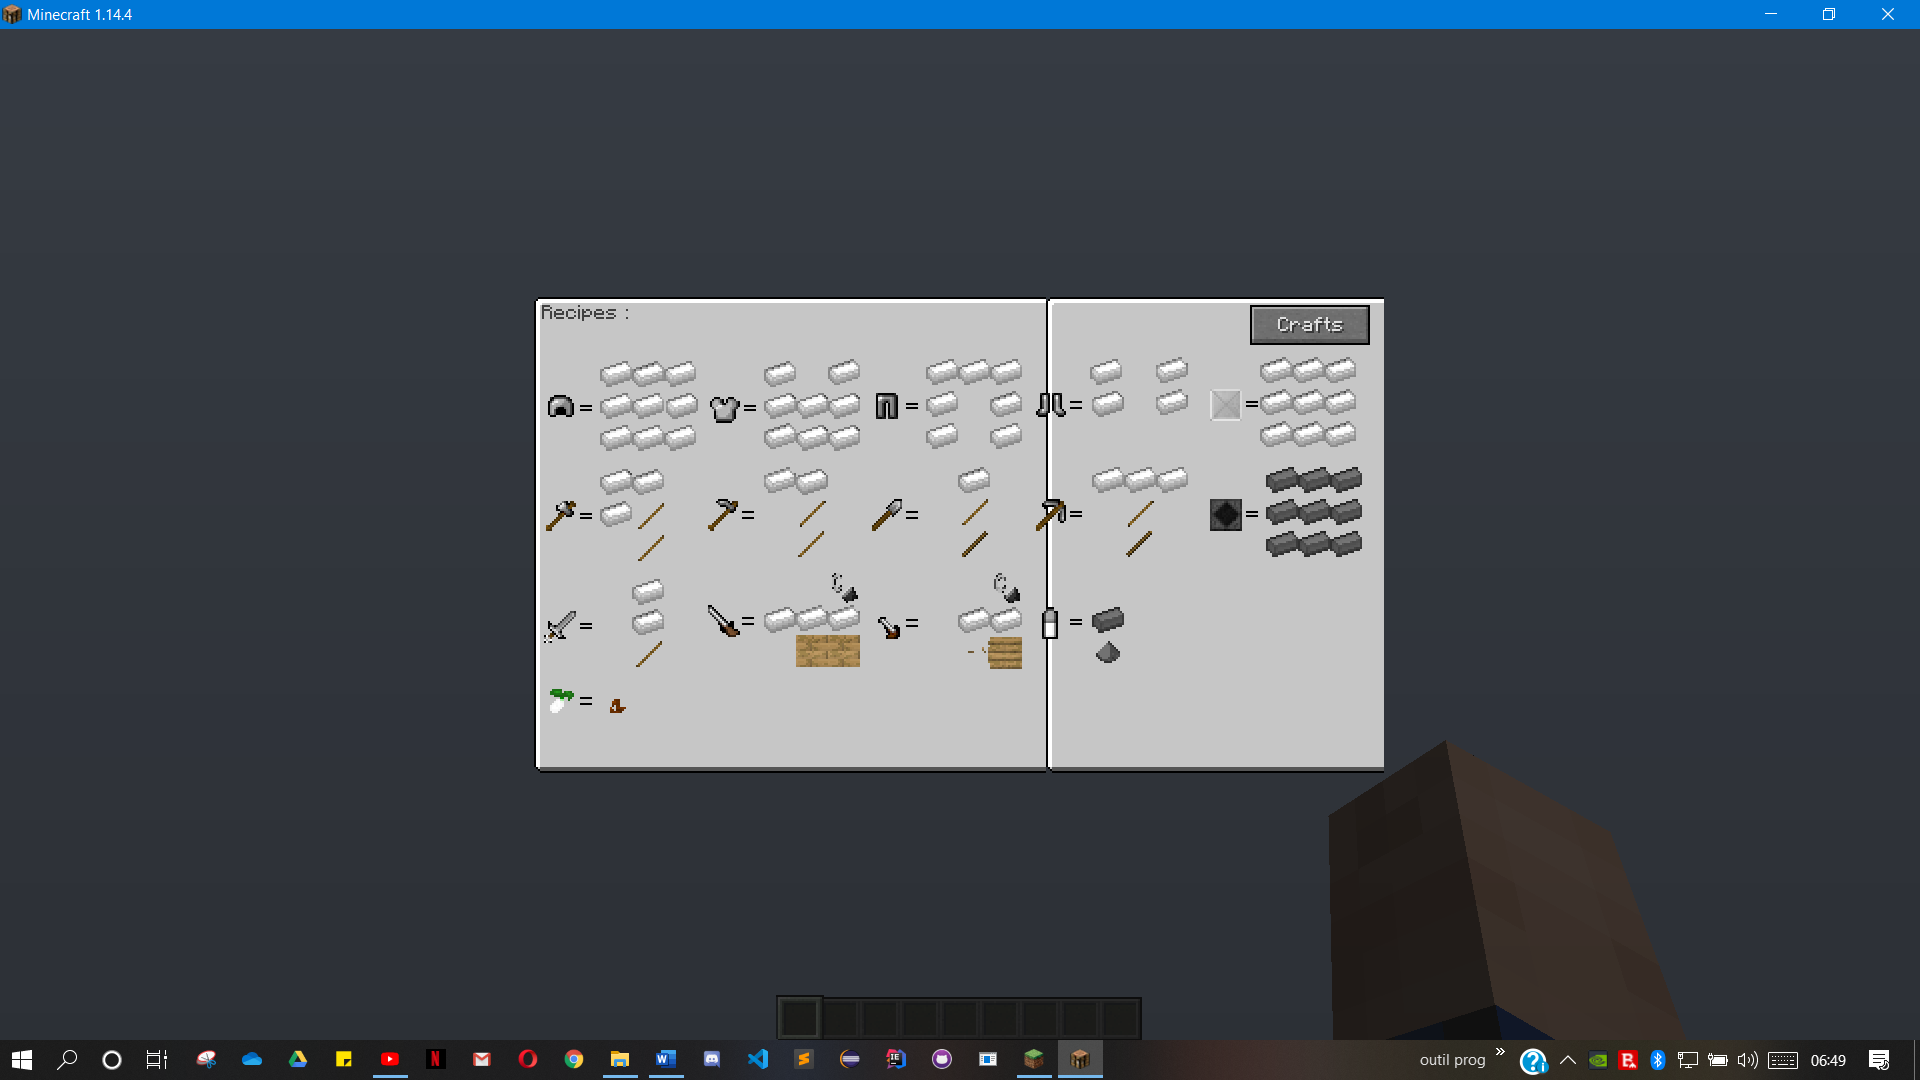 Minecraft 1.14.4
Recipes :
Crafts
outil prog
06:49